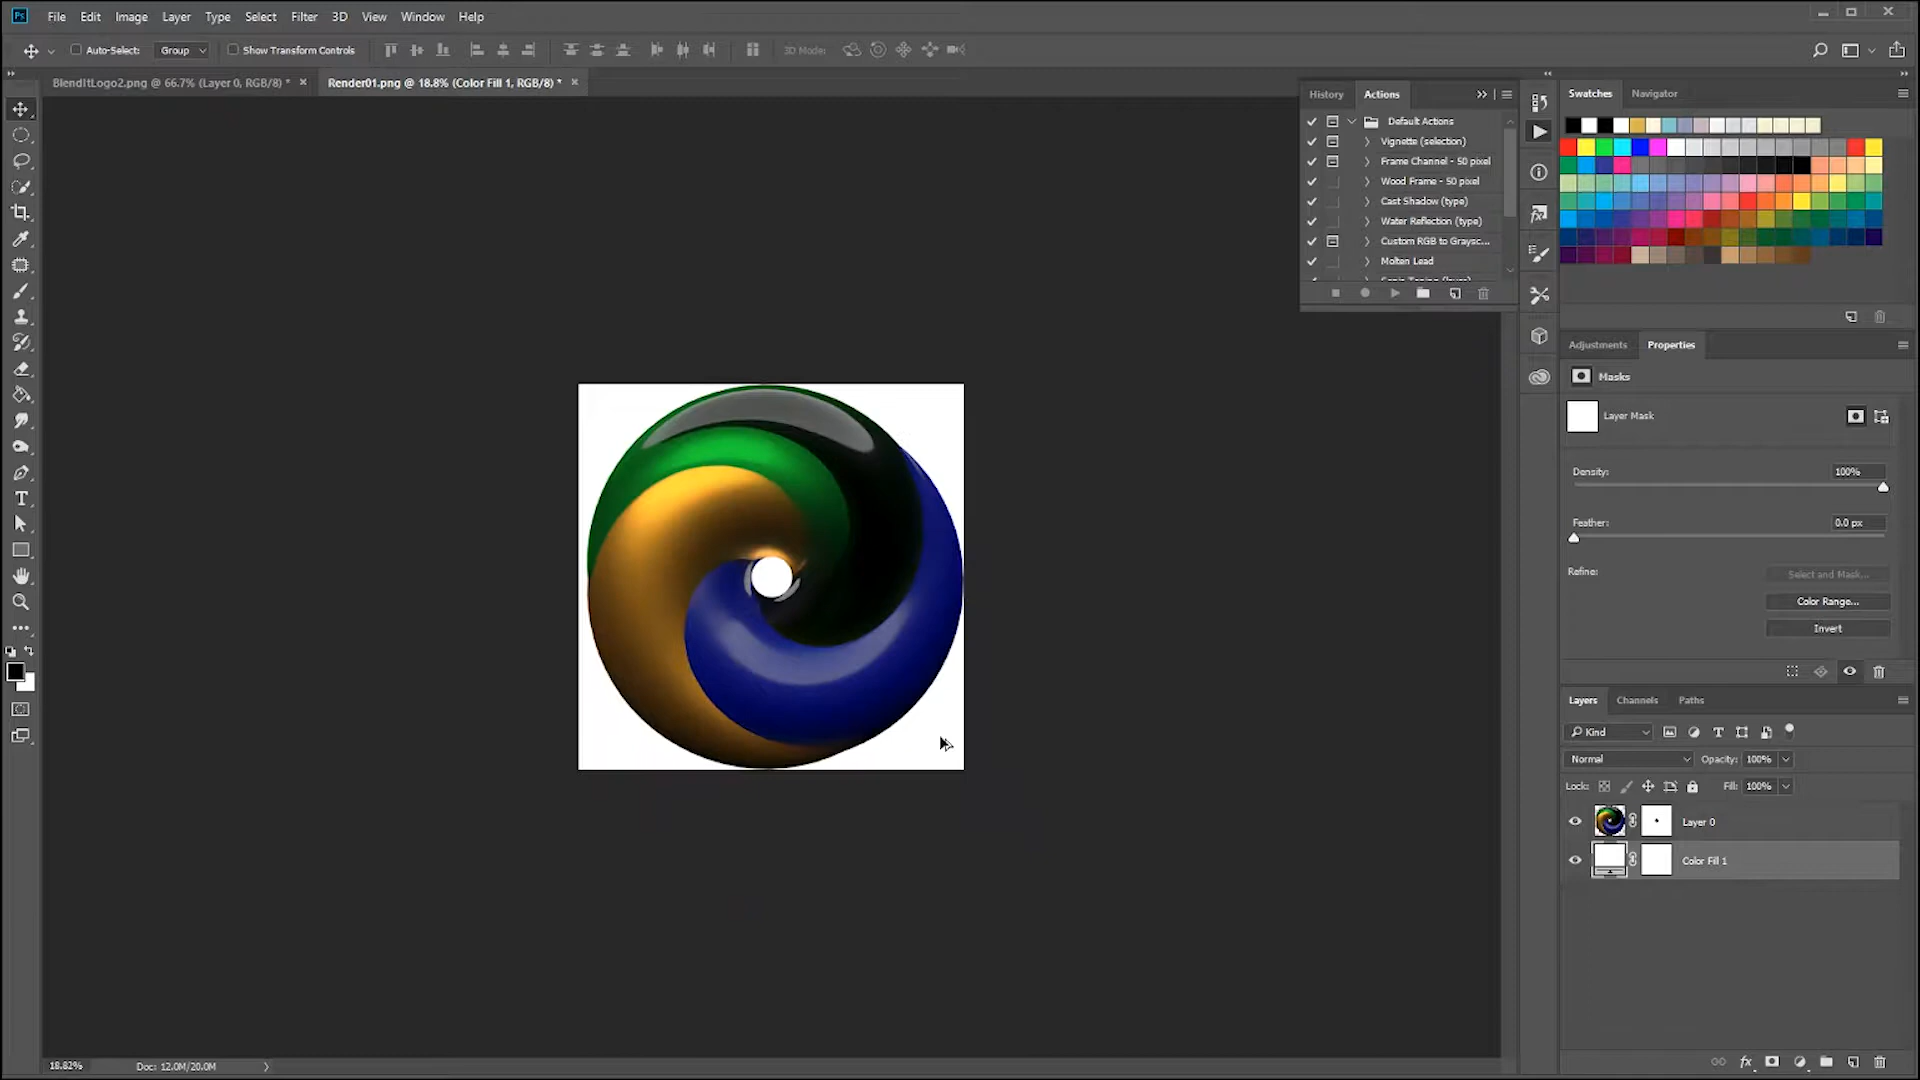 Ps File Edit Image Layer Type Select Filter 3D View Window Help
Auto-Select: Group Show Transform Controls 3D Mode:
BlendItLogo2.png @ 66.7% (Layer 0, RGB/8) * × Render01.png @ 18.8% (Color Fill 1, RGB/8) * ×
History Actions
Default Actions
Vignette (selection)
Frame Channel - 50 pixel
Wood Frame - 50 pixel
Cast Shadow (type)
Water Reflection (type)
Custom RGB to Graysc...
Molten Lead
Swatches Navigator
Adjustments Properties
Masks
Layer Mask
Density: 100%
Feather: 0.0 px
Refine: Select and Mask...
Color Range...
Invert
Layers Channels Paths
Kind
Normal Opacity: 100%
Lock: Fill: 100%
Layer 0
Color Fill 1
fx
18.82% Doc: 12.0M/20.0M